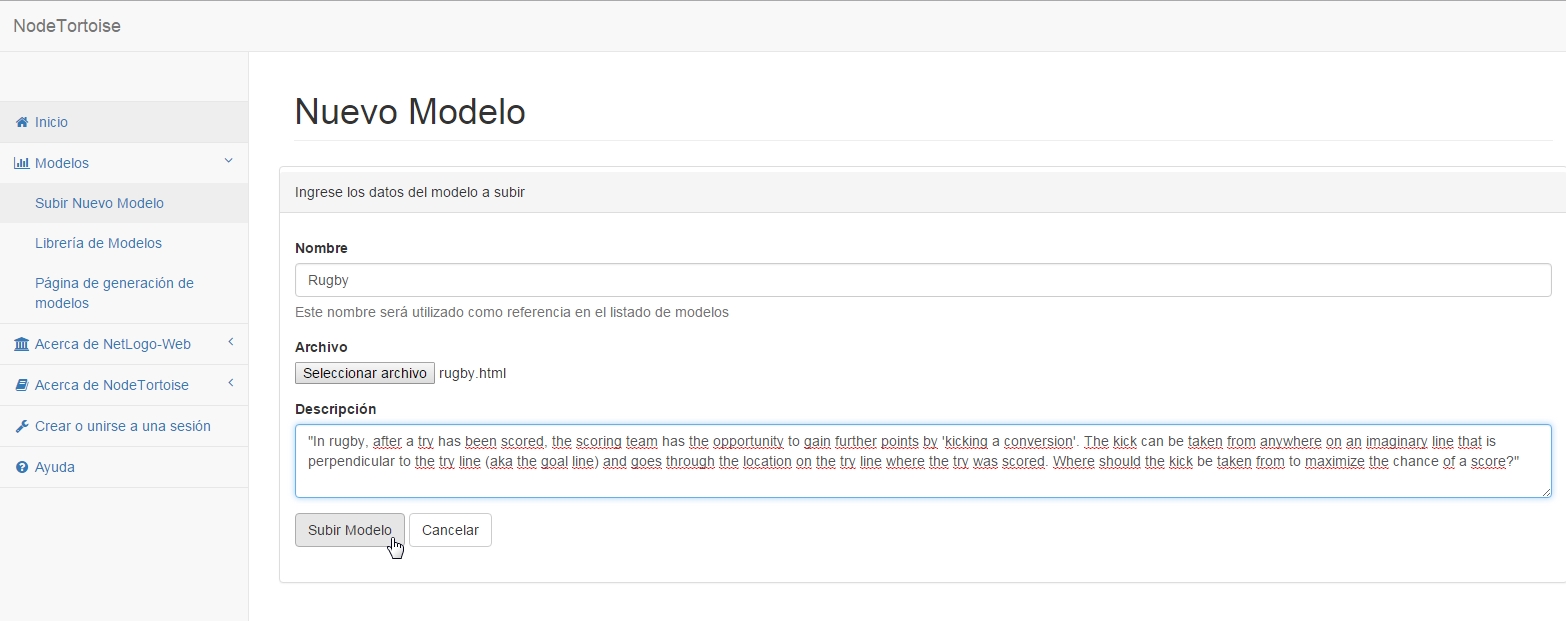 NodeTortoise
Inicio
Modelos
Subir Nuevo Modelo
Librería de Modelos
Página de generación de
modelos
Acerca de NetLogo-Web
Acerca de NodeTortoise
Crear o unirse a una sesión
Ayuda
Nuevo Modelo
Ingrese los datos del modelo a subir
Nombre
Rugby
Este nombre será utilizado como referencia en el listado de modelos
Archivo
Seleccionar archivo rugby.html
Descripción
"In rugby, after a try has been scored, the scoring team has the opportunity to gain further points by 'kicking a conversion'. The kick can be taken from anywhere on an imaginary line that is
perpendicular to the try line (aka the goal line) and goes through the location on the try line where the try was scored. Where should the kick be taken from to maximize the chance of a score?"
Subir Modelo Cancelar